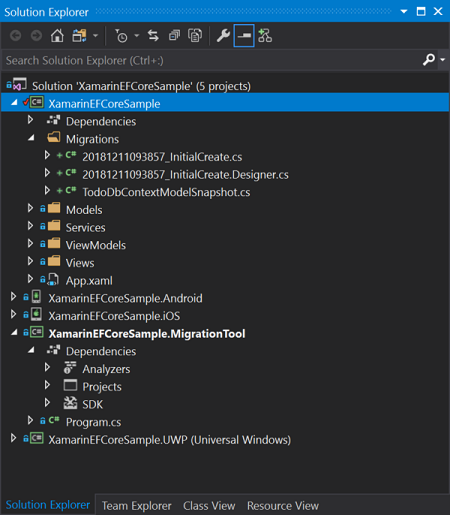 Solution Explorer
Search Solution Explorer (Ctrl+:)
Solution 'XamarinEFCoreSample' (5 projects)
XamarinEFCoreSample
Dependencies
Migrations
20181211093857_InitialCreate.cs
20181211093857_InitialCreate.Designer.cs
TodoDbContextModelSnapshot.cs
Models
Services
ViewModels
Views
App.xaml
XamarinEFCoreSample.Android
XamarinEFCoreSample.iOS
XamarinEFCoreSample.MigrationTool
Dependencies
Analyzers
Projects
SDK
Program.cs
XamarinEFCoreSample.UWP (Universal Windows)
Solution Explorer Team Explorer Class View Resource View